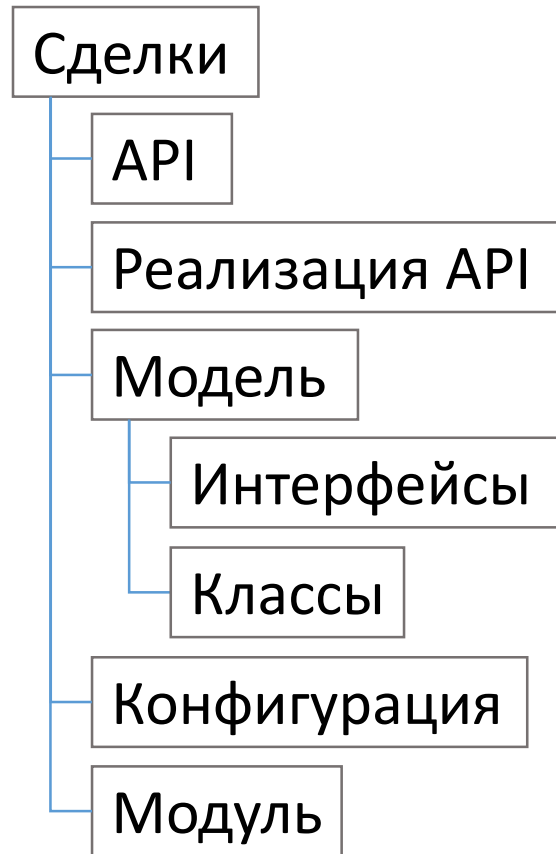 Сделки
API
Реализация API
Модель
Интерфейсы
Классы
Конфигурация
Модуль